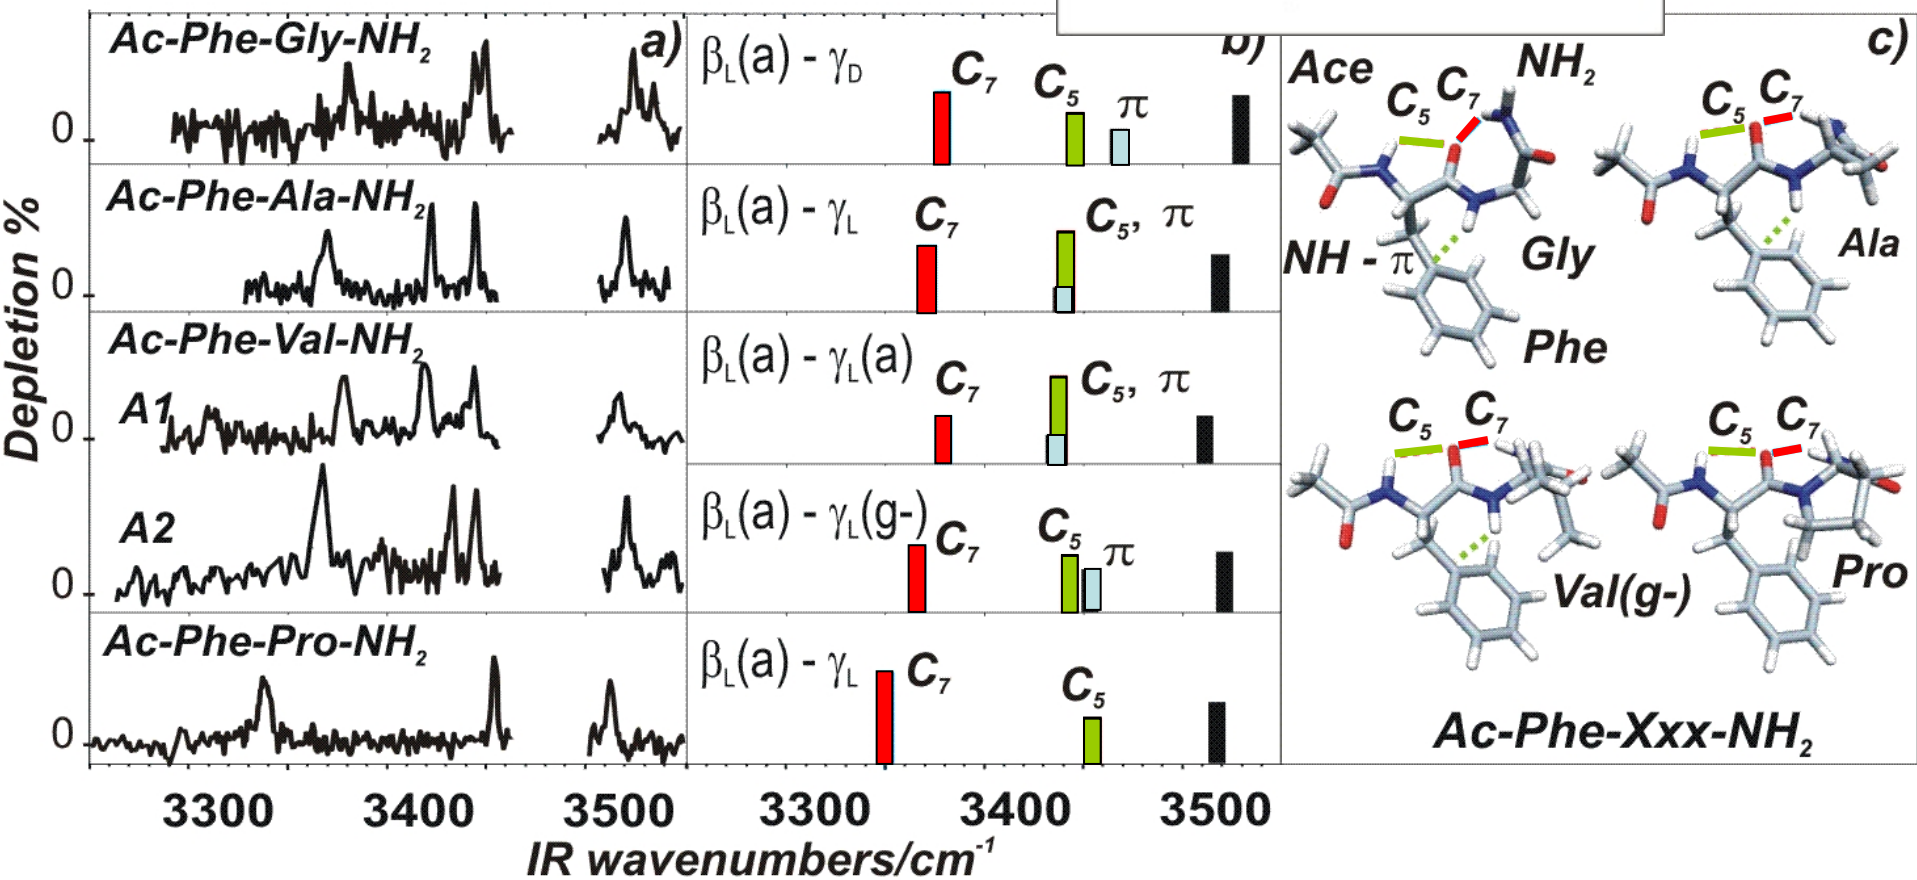 Depletion %
a)
Ac-Phe-Gly-NH2
0
Ac-Phe-Ala-NH2
0
Ac-Phe-Val-NH2
A1
0
A2
0
Ac-Phe-Pro-NH2
0
3300 3400 3500
b)
βL(a) - γD
C7 C5 π
βL(a) - γL
C7 C5, π
βL(a) - γL(a)
C7 C5, π
βL(a) - γL(g-)
C7 C5 π
βL(a) - γL
C7 C5
3300 3400 3500
IR wavenumbers/cm-1
c)
Ace C5 C7 NH2
NH - π Gly
Phe
C5 C7
Ala
C5 C7
Val(g-)
C5 C7
Pro
Ac-Phe-Xxx-NH2